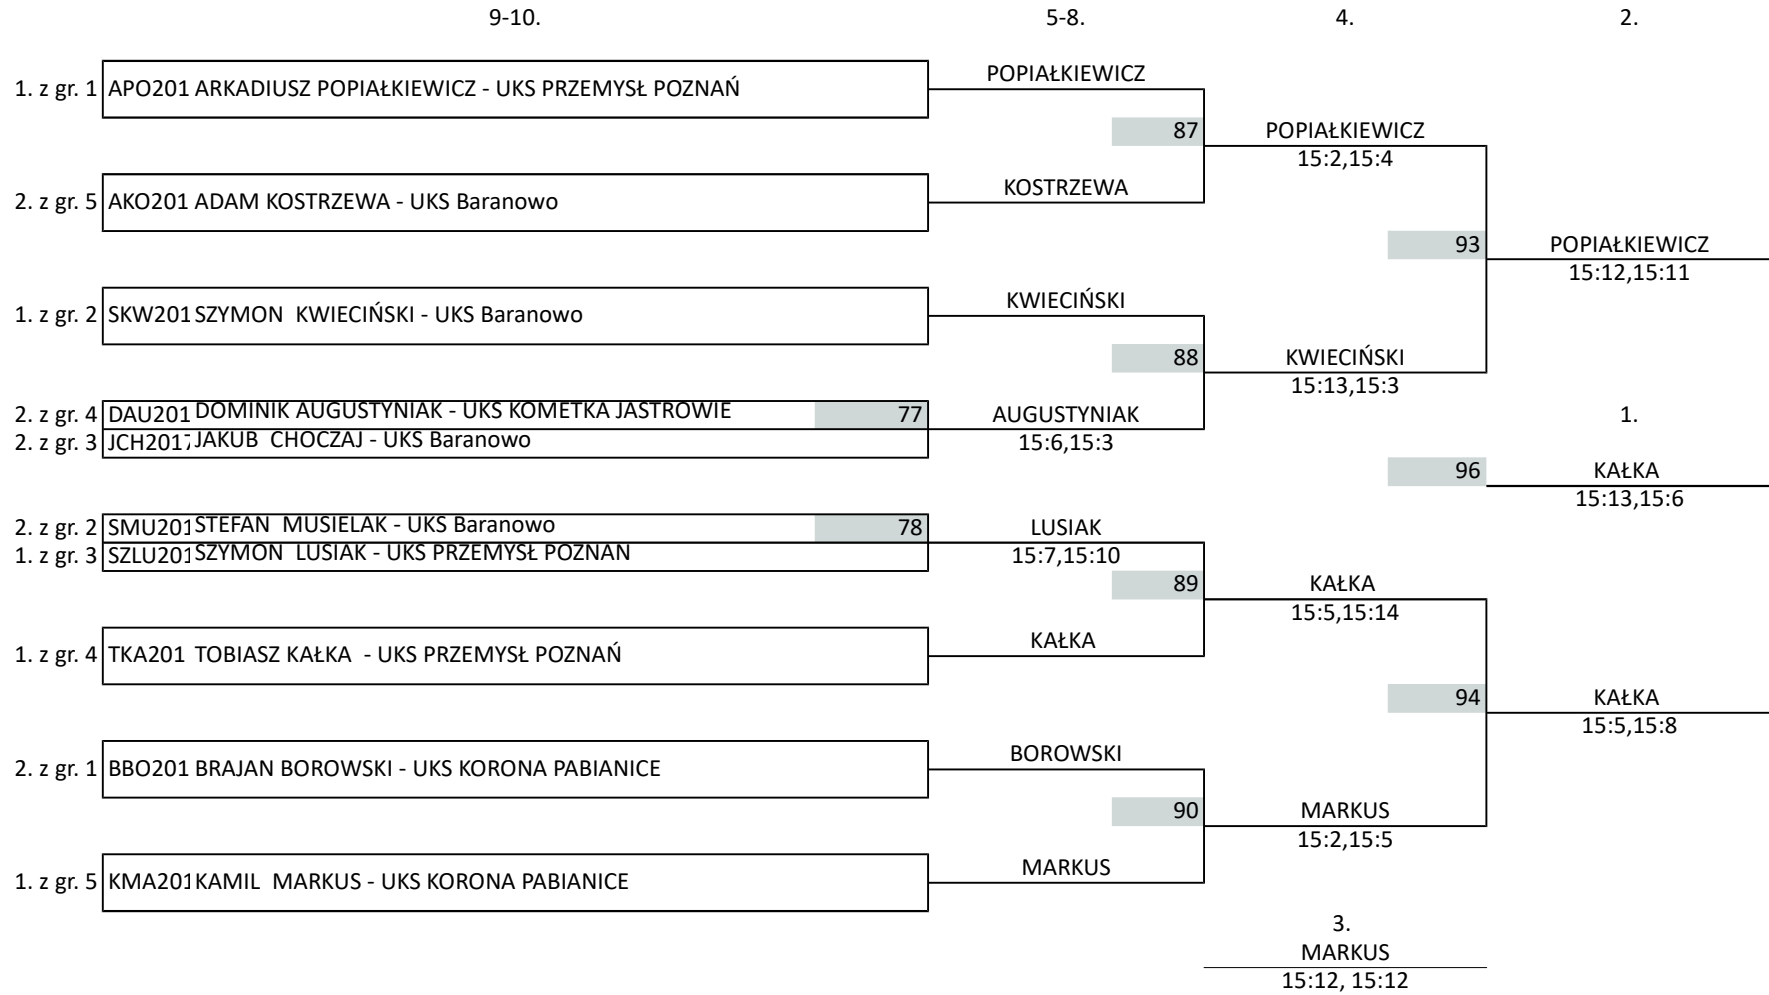 9-10. 5-8. 4. 2.
1. z gr. 1 APO201 ARKADIUSZ POPIAŁKIEWICZ - UKS PRZEMYSŁ POZNAŃ POPIAŁKIEWICZ
87 POPIAŁKIEWICZ
15:2,15:4
2. z gr. 5 AKO201 ADAM KOSTRZEWA - UKS Baranowo KOSTRZEWA
93 POPIAŁKIEWICZ
15:12,15:11
1. z gr. 2 SKW201 SZYMON KWIECIŃSKI - UKS Baranowo KWIECIŃSKI
88 KWIECIŃSKI
15:13,15:3
2. z gr. 4 DAU201 DOMINIK AUGUSTYNIAK - UKS KOMETKA JASTROWIE 77 AUGUSTYNIAK 1.
2. z gr. 3 JCH2017 JAKUB CHOCZAJ - UKS Baranowo 15:6,15:3
96 KAŁKA
15:13,15:6
2. z gr. 2 SMU201 STEFAN MUSIELAK - UKS Baranowo 78 LUSIAK
1. z gr. 3 SZLU201 SZYMON LUSIAK - UKS PRZEMYSŁ POZNAŃ 15:7,15:10
89 KAŁKA
15:5,15:14
1. z gr. 4 TKA201 TOBIASZ KAŁKA - UKS PRZEMYSŁ POZNAŃ KAŁKA
94 KAŁKA
15:5,15:8
2. z gr. 1 BBO201 BRAJAN BOROWSKI - UKS KORONA PABIANICE BOROWSKI
90 MARKUS
15:2,15:5
1. z gr. 5 KMA201 KAMIL MARKUS - UKS KORONA PABIANICE MARKUS
3.
MARKUS
15:12, 15:12